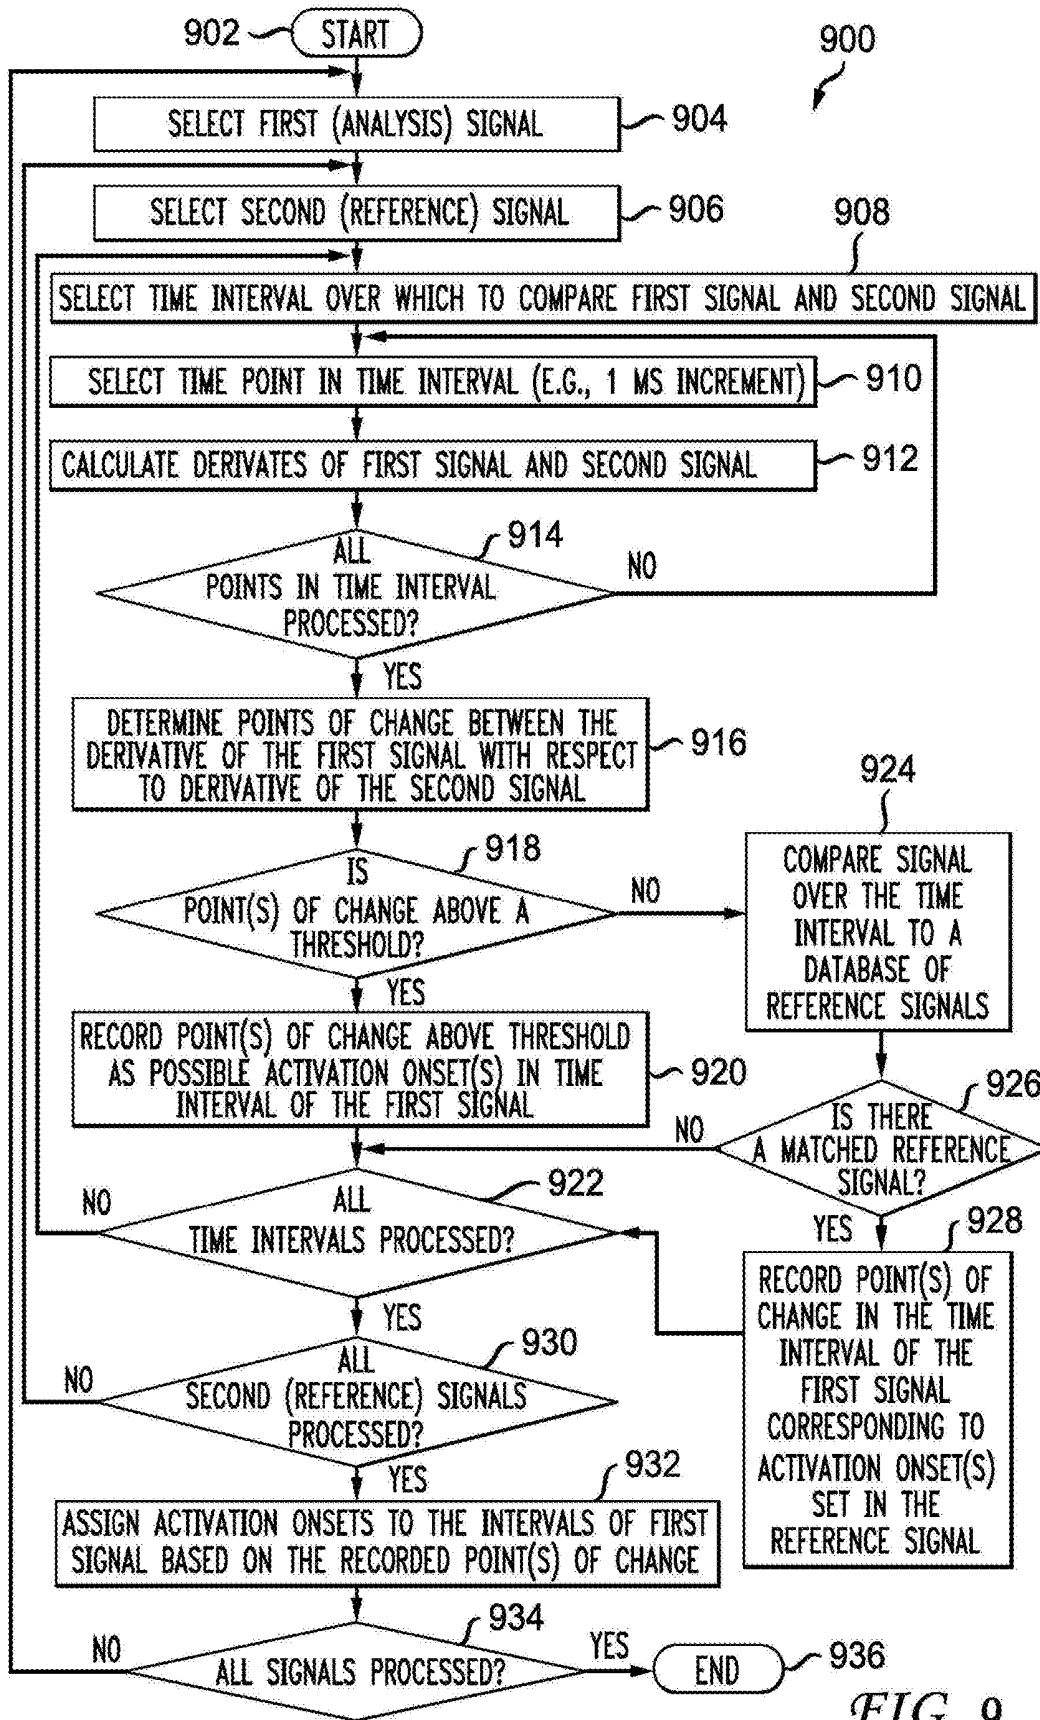 902
START
900
SELECT FIRST (ANALYSIS) SIGNAL
904
SELECT SECOND (REFERENCE) SIGNAL
906
908
SELECT TIME INTERVAL OVER WHICH TO COMPARE FIRST SIGNAL AND SECOND SIGNAL
SELECT TIME POINT IN TIME INTERVAL (E.G., 1 MS INCREMENT)
910
CALCULATE DERIVATES OF FIRST SIGNAL AND SECOND SIGNAL
912
914
ALL
POINTS IN TIME INTERVAL
PROCESSED?
NO
YES
DETERMINE POINTS OF CHANGE BETWEEN THE
DERIVATIVE OF THE FIRST SIGNAL WITH RESPECT
TO DERIVATIVE OF THE SECOND SIGNAL
916
918
IS
POINT(S) OF CHANGE ABOVE A
THRESHOLD?
NO
YES
924
COMPARE SIGNAL
OVER THE TIME
INTERVAL TO A
DATABASE OF
REFERENCE SIGNALS
RECORD POINT(S) OF CHANGE ABOVE THRESHOLD
AS POSSIBLE ACTIVATION ONSET(S) IN TIME
INTERVAL OF THE FIRST SIGNAL
920
926
IS THERE
A MATCHED REFERENCE
SIGNAL?
NO
YES
922
ALL
TIME INTERVALS PROCESSED?
NO
YES
928
RECORD POINT(S) OF
CHANGE IN THE TIME
INTERVAL OF THE
FIRST SIGNAL
CORRESPONDING TO
ACTIVATION ONSET(S)
SET IN THE
REFERENCE SIGNAL
930
ALL
SECOND (REFERENCE) SIGNALS
PROCESSED?
NO
YES
932
ASSIGN ACTIVATION ONSETS TO THE INTERVALS OF FIRST
SIGNAL BASED ON THE RECORDED POINT(S) OF CHANGE
934
ALL SIGNALS PROCESSED?
NO
YES
END
936
FIG. 9